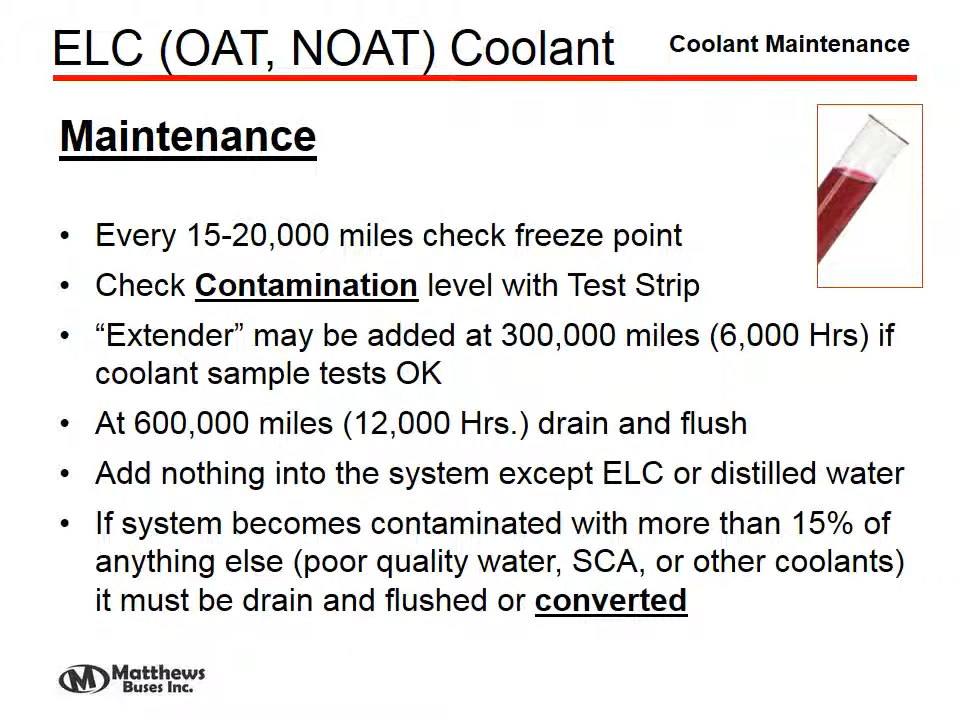 ELC (OAT, NOAT) Coolant
Coolant Maintenance
Maintenance
• Every 15-20,000 miles check freeze point
• Check Contamination level with Test Strip
• “Extender” may be added at 300,000 miles (6,000 Hrs) if
coolant sample tests OK
• At 600,000 miles (12,000 Hrs.) drain and flush
• Add nothing into the system except ELC or distilled water
• If system becomes contaminated with more than 15% of
anything else (poor quality water, SCA, or other coolants)
it must be drain and flushed or converted
Matthews
Buses Inc.